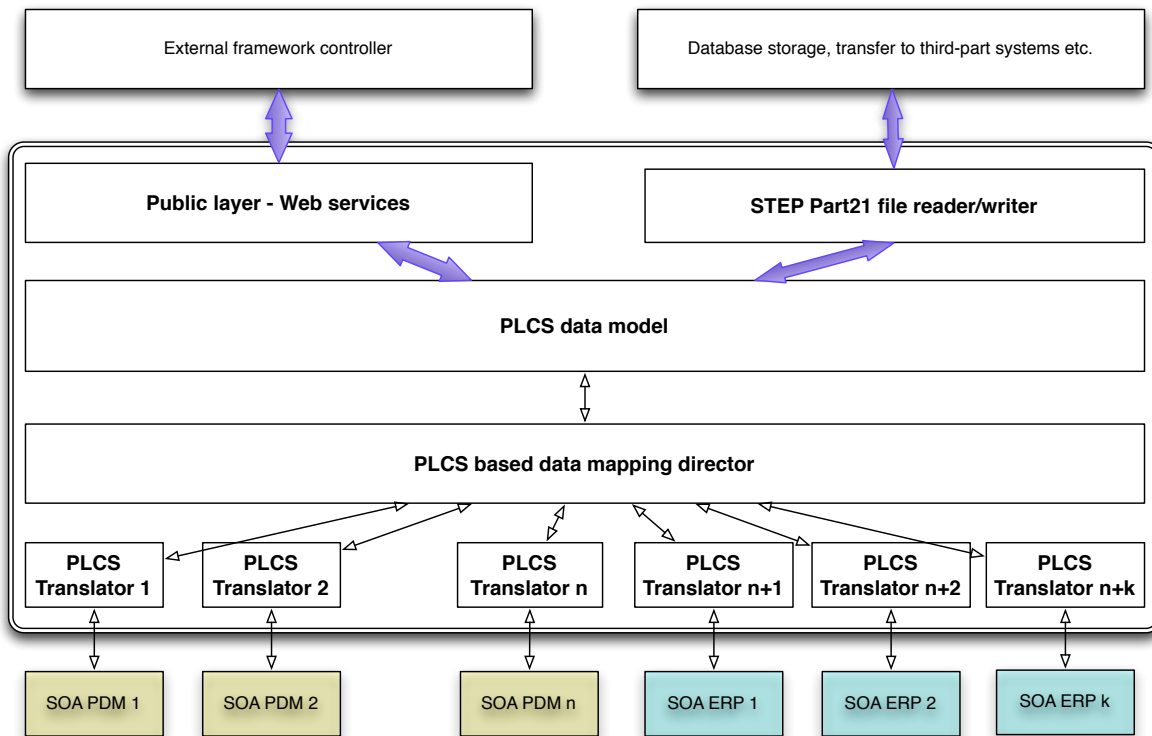 External framework controller
Database storage, transfer to third-part systems etc.
Public layer - Web services
STEP Part21 file reader/writer
PLCS data model
PLCS based data mapping director
PLCS
Translator 1
PLCS
Translator 2
PLCS
Translator n
PLCS
Translator n+1
PLCS
Translator n+2
PLCS
Translator n+k
SOA PDM 1
SOA PDM 2
SOA PDM n
SOA ERP 1
SOA ERP 2
SOA ERP k